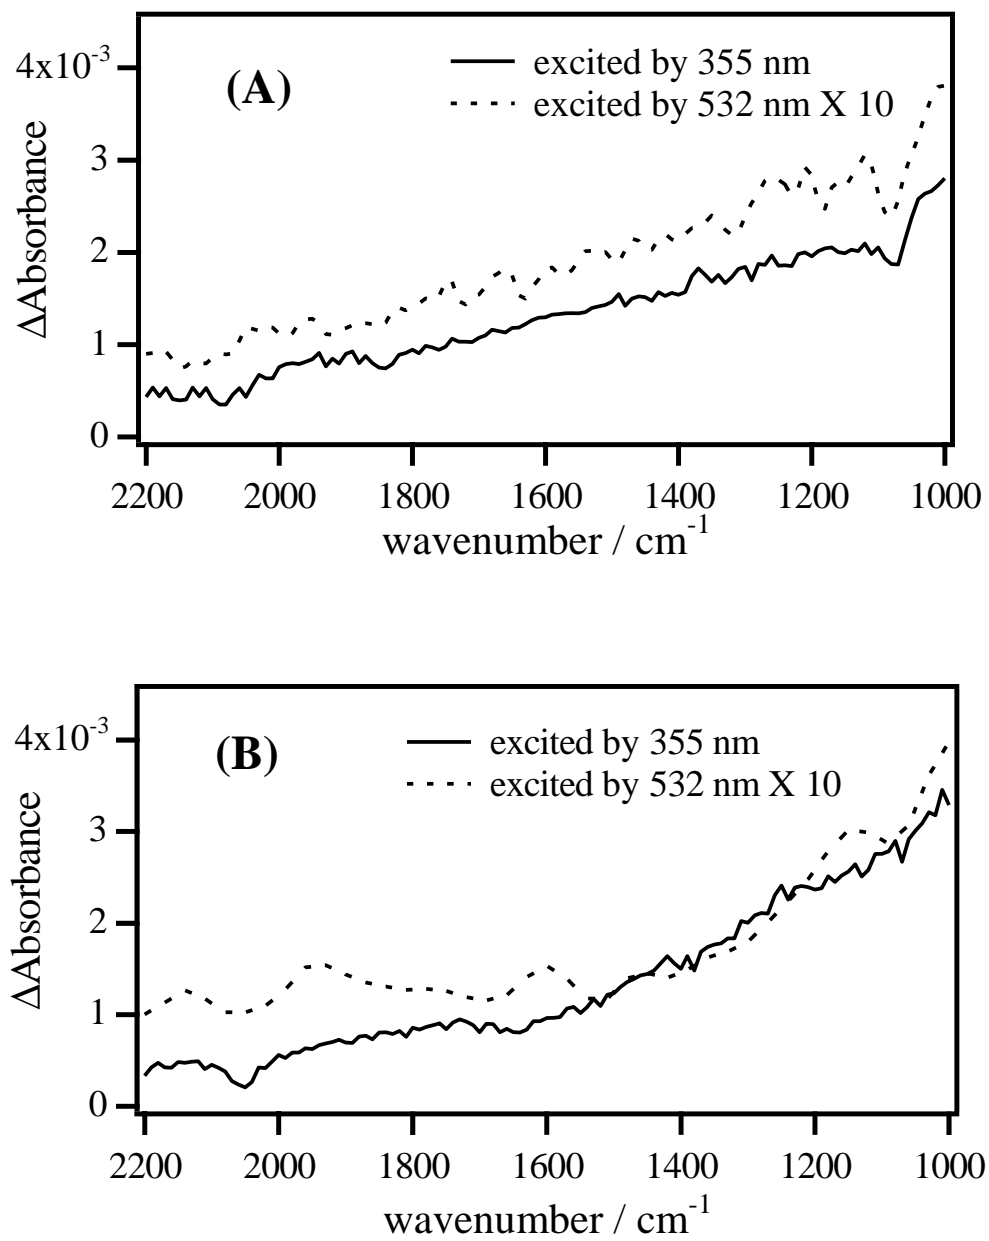 4x10-3
(A)
excited by 355 nm
excited by 532 nm X 10
3
2
1
0
ΔAbsorbance
2200 2000 1800 1600 1400 1200 1000
wavenumber / cm-1
4x10-3
(B)
excited by 355 nm
excited by 532 nm X 10
3
2
1
0
ΔAbsorbance
2200 2000 1800 1600 1400 1200 1000
wavenumber / cm-1